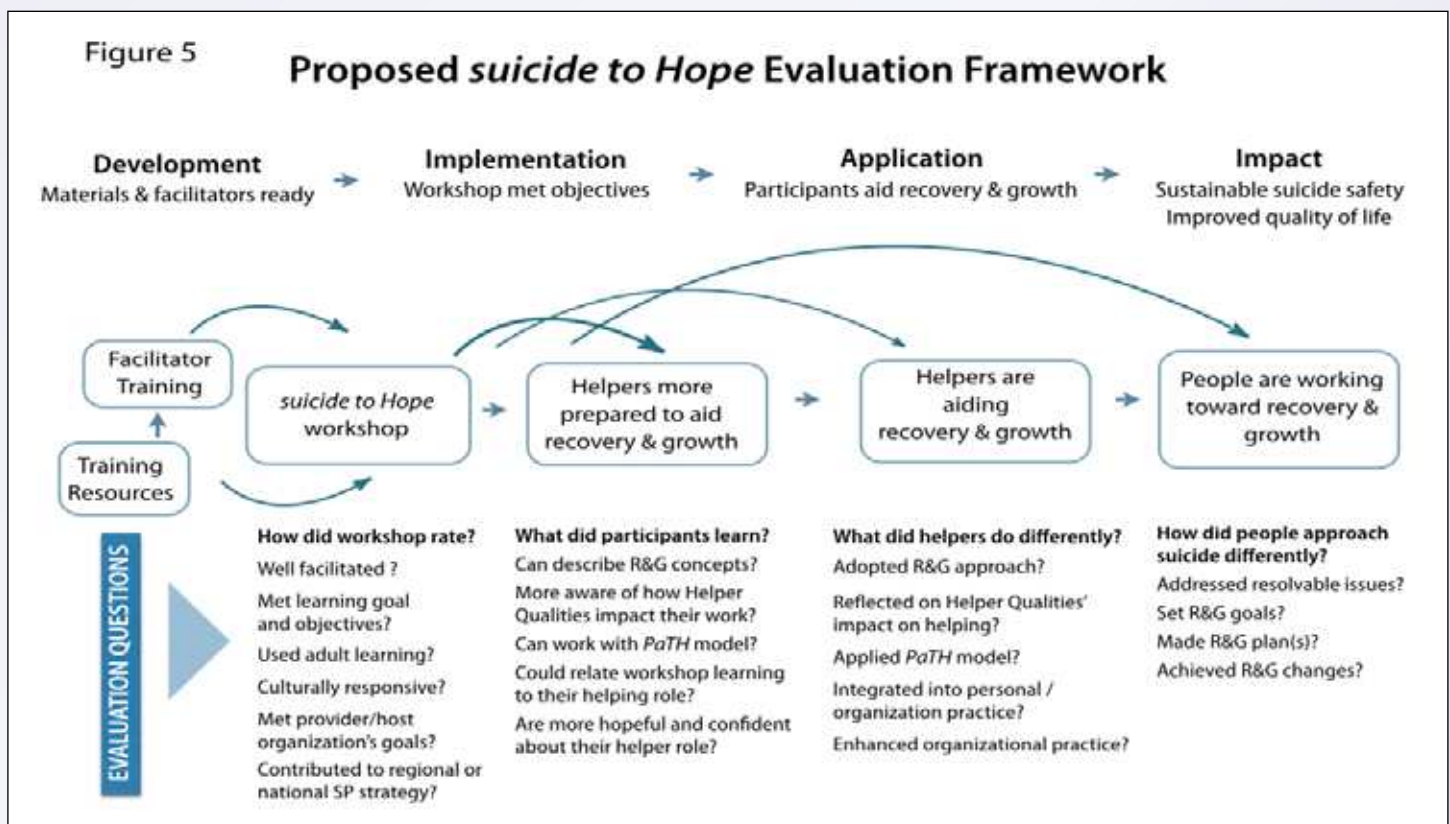 Figure 5
Proposed suicide to Hope Evaluation Framework
Development
Materials & facilitators ready
Implementation
Workshop met objectives
Application
Participants aid recovery & growth
Impact
Sustainable suicide safety
Improved quality of life
Facilitator
Training
Training
Resources
suicide to Hope
workshop
Helpers more
prepared to aid
recovery & growth
Helpers are
aiding
recovery & growth
People are working
toward recovery &
growth
EVALUATION QUESTIONS
How did workshop rate?
Well facilitated ?
Met learning goal
and objectives?
Used adult learning?
Culturally responsive?
Met provider/host
organization's goals?
Contributed to regional or
national SP strategy?
What did participants learn?
Can describe R&G concepts?
More aware of how Helper
Qualities impact their work?
Can work with PaTH model?
Could relate workshop learning
to their helping role?
Are more hopeful and confident
about their helper role?
What did helpers do differently?
Adopted R&G approach?
Reflected on Helper Qualities'
impact on helping?
Applied PaTH model?
Integrated into personal /
organization practice?
Enhanced organizational practice?
How did people approach
suicide differently?
Addressed resolvable issues?
Set R&G goals?
Made R&G plan(s)?
Achieved R&G changes?